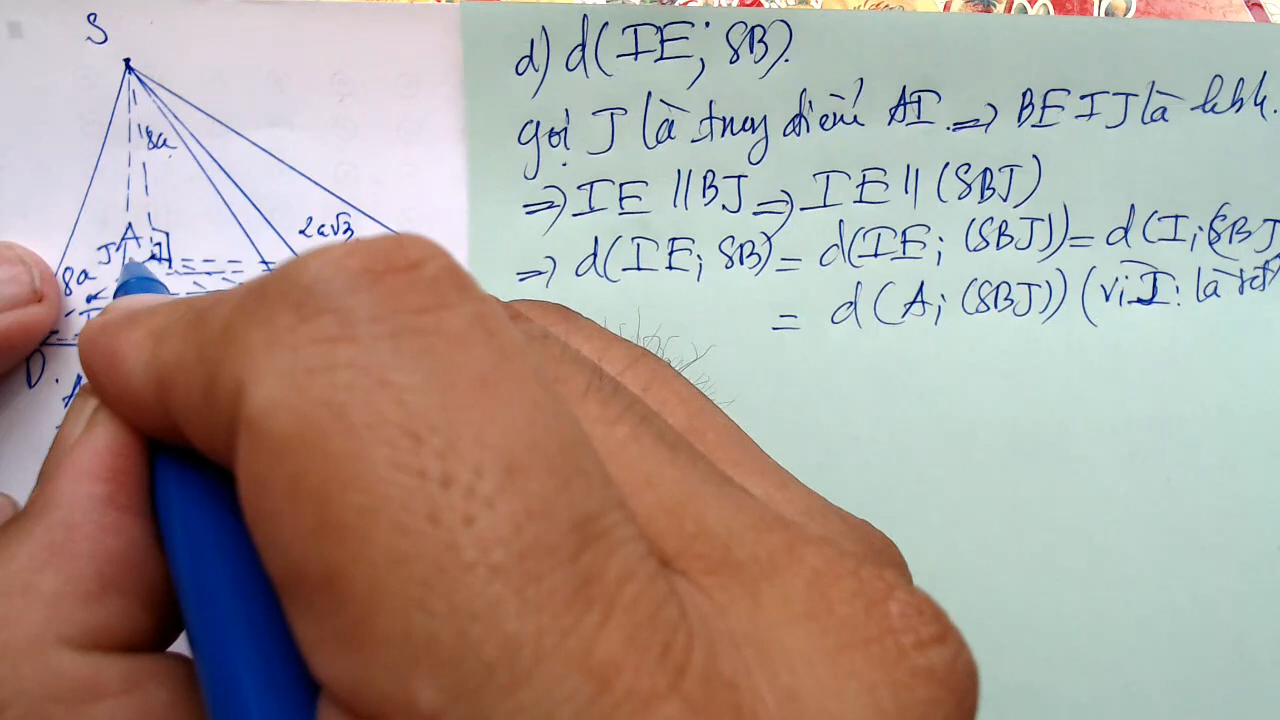 S
8a
2a√3
A
J
8a
I
D
d) d(IE; SB).
gọi J là trung điểm AI ⇒ BEIJ là hbh.
⇒ IE // BJ ⇒ IE // (SBJ)
⇒ d(IE; SB) = d(IE; (SBJ)) = d(I; (SBJ
= d(A; (SBJ)) (vì J là